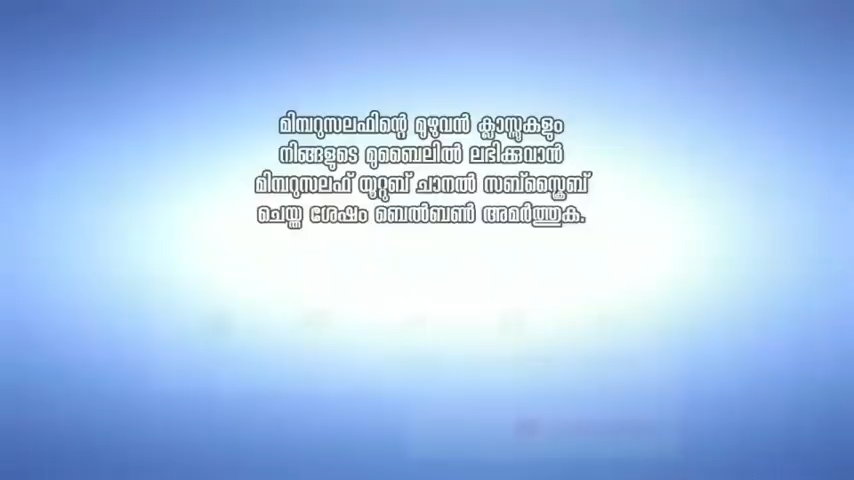 മിമ്പറുസലഫിന്റെ മുഴുവൻ ക്ലാസ്സുകളും
നിങ്ങളുടെ മുബൈലിൽ ലഭിക്കുവാൻ
മിമ്പറുസലഫ് യൂറ്റൂബ് ചാനൽ സബ്സ്ക്രൈബ്
ചെയ്ത ശേഷം ബെൽബൺ അമർത്തുക.